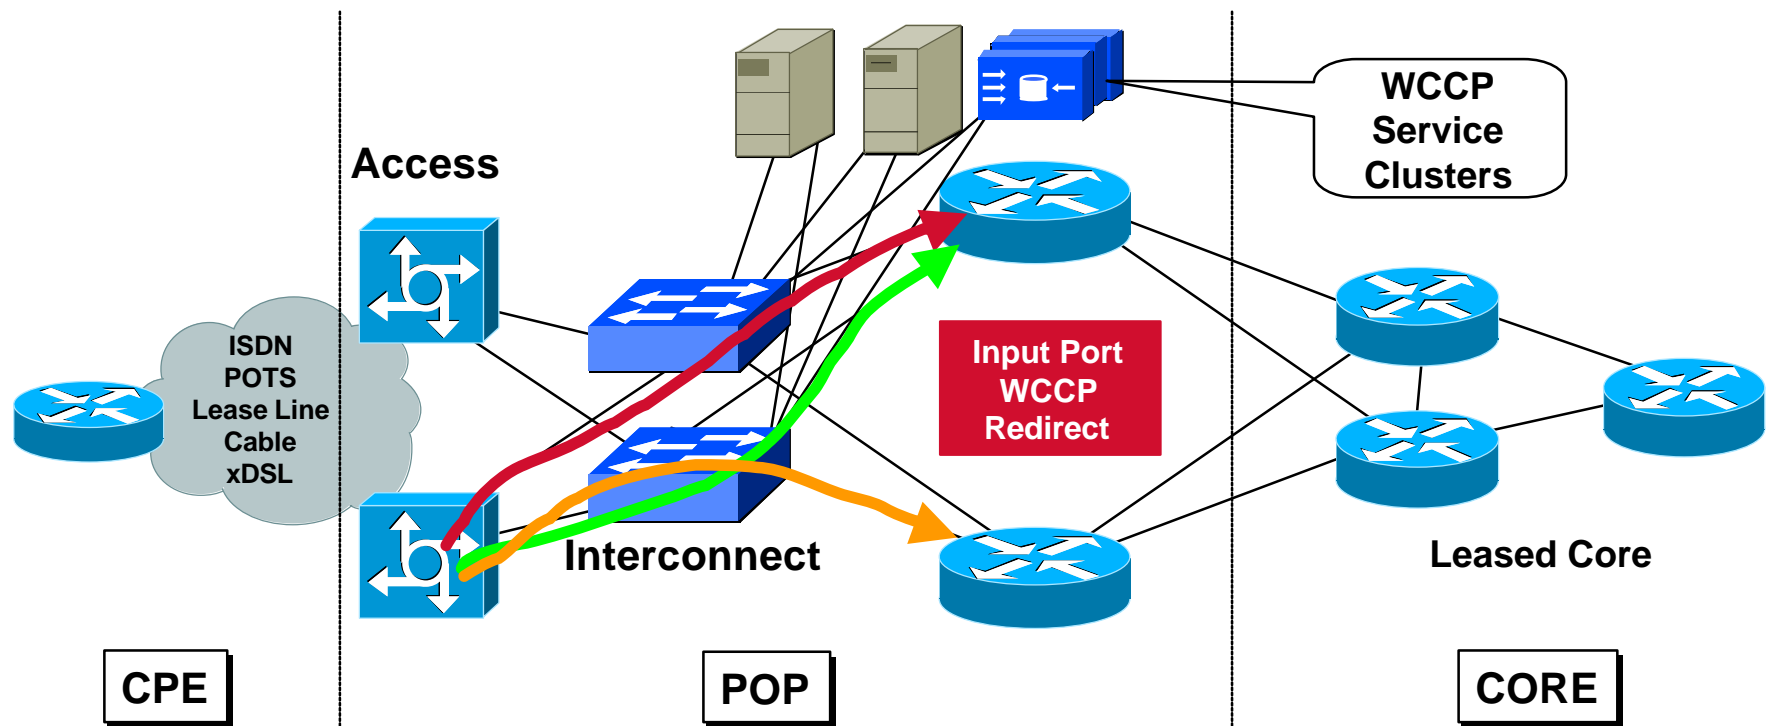 WCCP
Service
Clusters
Access
ISDN
POTS
Lease Line
Cable
xDSL
Input Port
WCCP
Redirect
Interconnect
Leased Core
CPE
POP
CORE